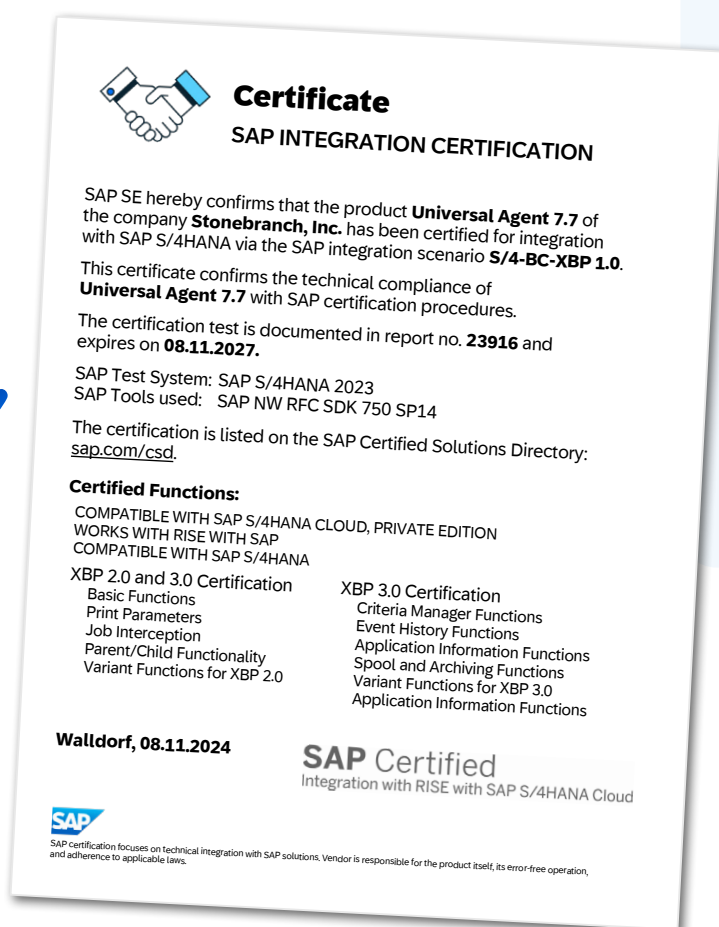 Certificate
SAP INTEGRATION CERTIFICATION
SAP SE hereby confirms that the product Universal Agent 7.7 of
the company Stonebranch, Inc. has been certified for integration
with SAP S/4HANA via the SAP integration scenario S/4-BC-XBP 1.0.
This certificate confirms the technical compliance of
Universal Agent 7.7 with SAP certification procedures.
The certification test is documented in report no. 23916 and
expires on 08.11.2027.
SAP Test System: SAP S/4HANA 2023
SAP Tools used: SAP NW RFC SDK 750 SP14
The certification is listed on the SAP Certified Solutions Directory:
sap.com/csd.
Certified Functions:
COMPATIBLE WITH SAP S/4HANA CLOUD, PRIVATE EDITION
WORKS WITH RISE WITH SAP
COMPATIBLE WITH SAP S/4HANA
XBP 2.0 and 3.0 Certification
Basic Functions
Print Parameters
Job Interception
Parent/Child Functionality
Variant Functions for XBP 2.0
XBP 3.0 Certification
Criteria Manager Functions
Event History Functions
Application Information Functions
Spool and Archiving Functions
Variant Functions for XBP 3.0
Application Information Functions
Walldorf, 08.11.2024
SAP Certified
Integration with RISE with SAP S/4HANA Cloud
SAP
SAP certification focuses on technical integration with SAP solutions. Vendor is responsible for the product itself, its error-free operation,
and adherence to applicable laws.